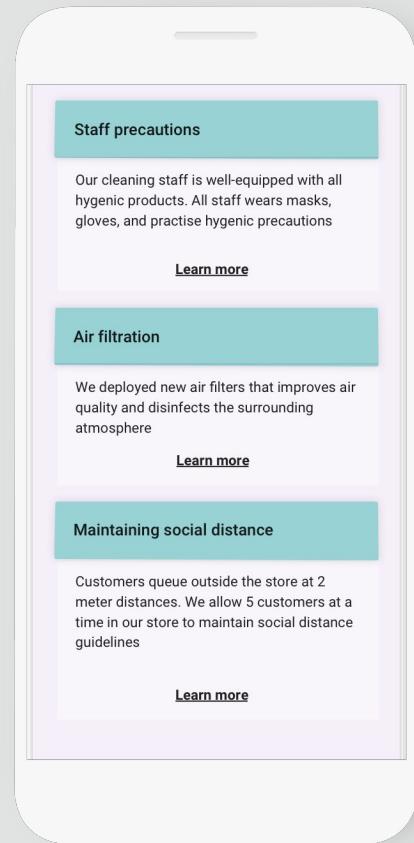 Staff precautions
Our cleaning staff is well-equipped with all
hygenic products. All staff wears masks,
gloves, and practise hygenic precautions
Learn more
Air filtration
We deployed new air filters that improves air
quality and disinfects the surrounding
atmosphere
Learn more
Maintaining social distance
Customers queue outside the store at 2
meter distances. We allow 5 customers at a
time in our store to maintain social distance
guidelines
Learn more